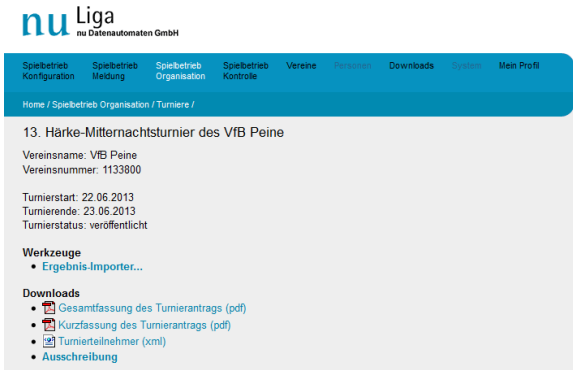 nu Liga
nu Datenautomaten GmbH
Spielbetrieb Konfiguration Spielbetrieb Meldung Spielbetrieb Organisation Spielbetrieb Kontrolle Vereine Personen Downloads System Mein Profil
Home / Spielbetrieb Organisation / Turniere /
13. Härke-Mitternachtsturnier des VfB Peine
Vereinsname: VfB Peine
Vereinsnummer: 1133800
Turnierstart: 22.06.2013
Turnierende: 23.06.2013
Turnierstatus: veröffentlicht
Werkzeuge
Ergebnis-Importer...
Downloads
Gesamtfassung des Turnierantrags (pdf)
Kurzfassung des Turnierantrags (pdf)
Turnierteilnehmer (xml)
Ausschreibung